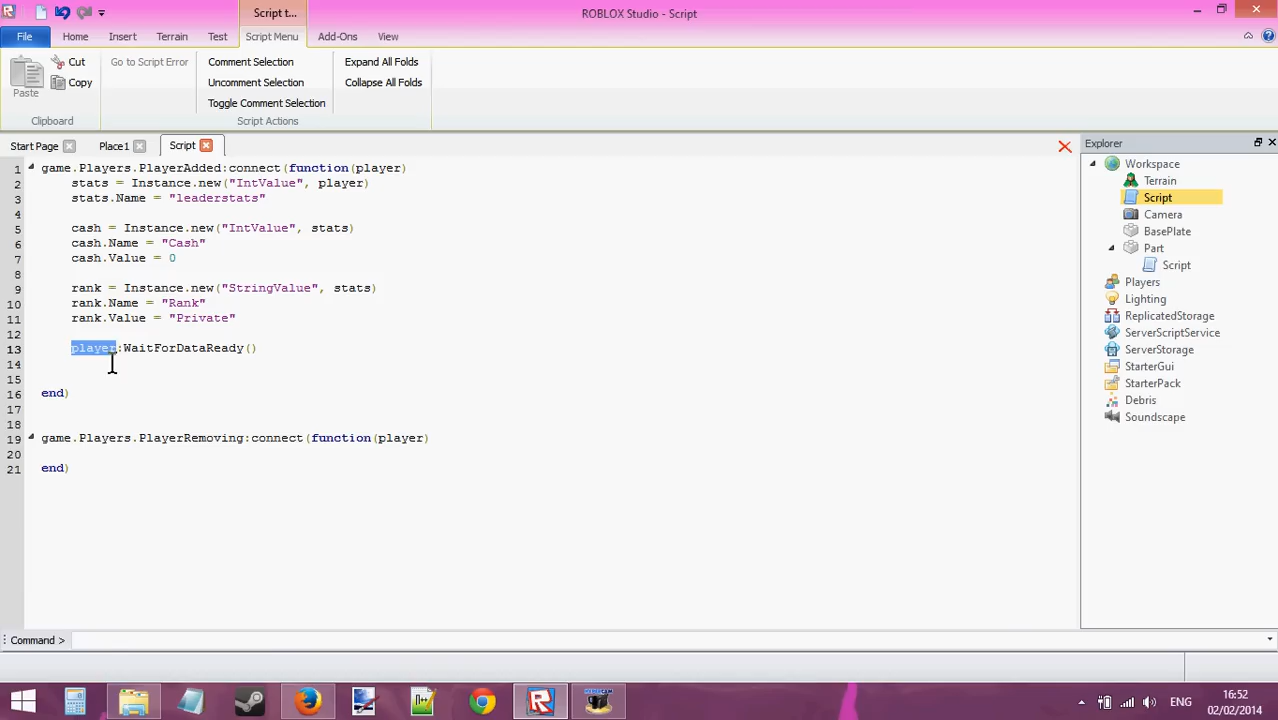 Script t...
ROBLOX Studio - Script
File
Home
Insert
Terrain
Test
Script Menu
Add-Ons
View
Paste
Cut
Copy
Clipboard
Go to Script Error
Comment Selection
Uncomment Selection
Toggle Comment Selection
Script Actions
Expand All Folds
Collapse All Folds
Start Page
Place1
Script
1 game.Players.PlayerAdded:connect(function(player)
2 stats = Instance.new("IntValue", player)
3 stats.Name = "leaderstats"
4
5 cash = Instance.new("IntValue", stats)
6 cash.Name = "Cash"
7 cash.Value = 0
8
9 rank = Instance.new("StringValue", stats)
10 rank.Name = "Rank"
11 rank.Value = "Private"
12
13 player:WaitForDataReady()
14
15
16 end)
17
18
19 game.Players.PlayerRemoving:connect(function(player)
20
21 end)
Explorer
Workspace
Terrain
Script
Camera
BasePlate
Part
Script
Players
Lighting
ReplicatedStorage
ServerScriptService
ServerStorage
StarterGui
StarterPack
Debris
Soundscape
Command >
ENG
16:52
02/02/2014